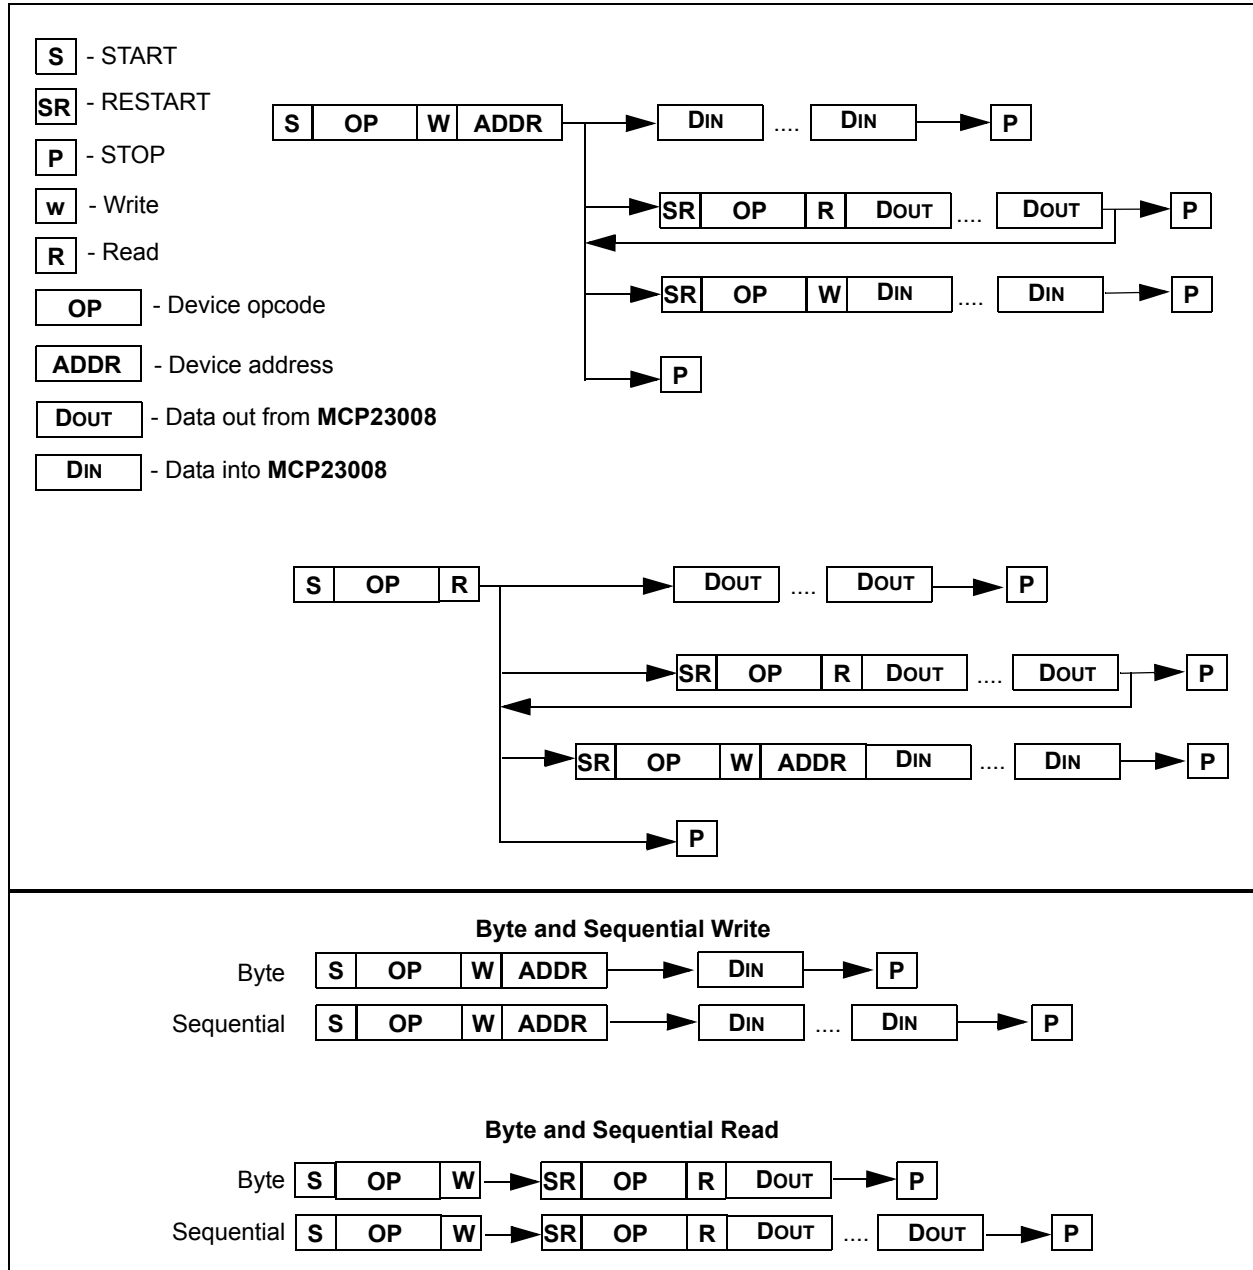 S - START
SR - RESTART
P - STOP
w - Write
R - Read
OP - Device opcode
ADDR - Device address
DOUT - Data out from MCP23008
DIN - Data into MCP23008
S OP W ADDR DIN .... DIN P
SR OP R DOUT .... DOUT P
SR OP W DIN .... DIN P
P
S OP R DOUT .... DOUT P
SR OP R DOUT .... DOUT P
SR OP W ADDR DIN .... DIN P
P
Byte and Sequential Write
Byte S OP W ADDR DIN P
Sequential S OP W ADDR DIN .... DIN P
Byte and Sequential Read
Byte S OP W SR OP R DOUT P
Sequential S OP W SR OP R DOUT .... DOUT P